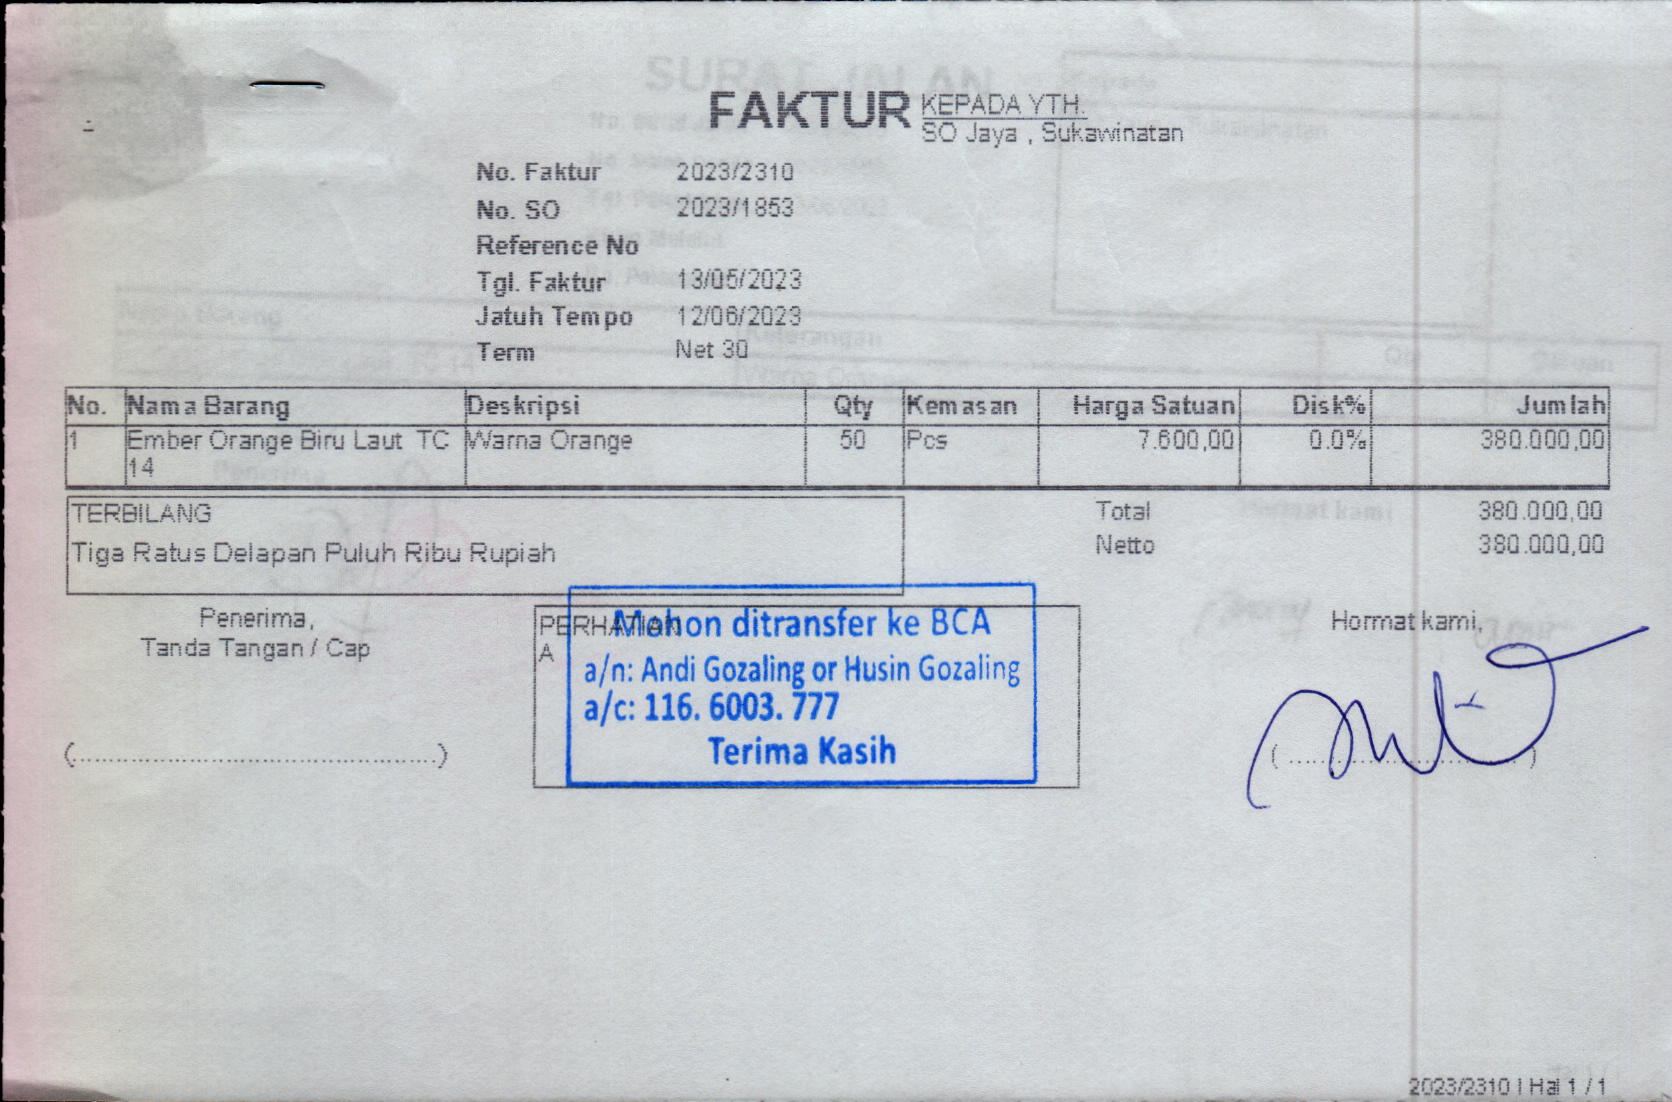 FAKTUR
KEPADA YTH.
SO Jaya , Sukawinatan
No. Faktur 2023/2310
No. SO 2023/1853
Reference No
Tgl. Faktur 13/05/2023
Jatuh Tempo 12/06/2023
Term Net 30
No. Nama Barang Deskripsi Qty Kemasan Harga Satuan Disk% Jumlah
1 Ember Orange Biru Laut TC 14 Warna Orange 50 Pcs 7.600,00 0.0% 380.000,00
TERBILANG
Tiga Ratus Delapan Puluh Ribu Rupiah
Total 380.000,00
Netto 380.000,00
Penerima,
Tanda Tangan / Cap
(................................................)
PERHATIAN
A
Mohon ditransfer ke BCA
a/n: Andi Gozaling or Husin Gozaling
a/c: 116. 6003. 777
Terima Kasih
Hormat kami,
2023/2310 | Hal 1 / 1